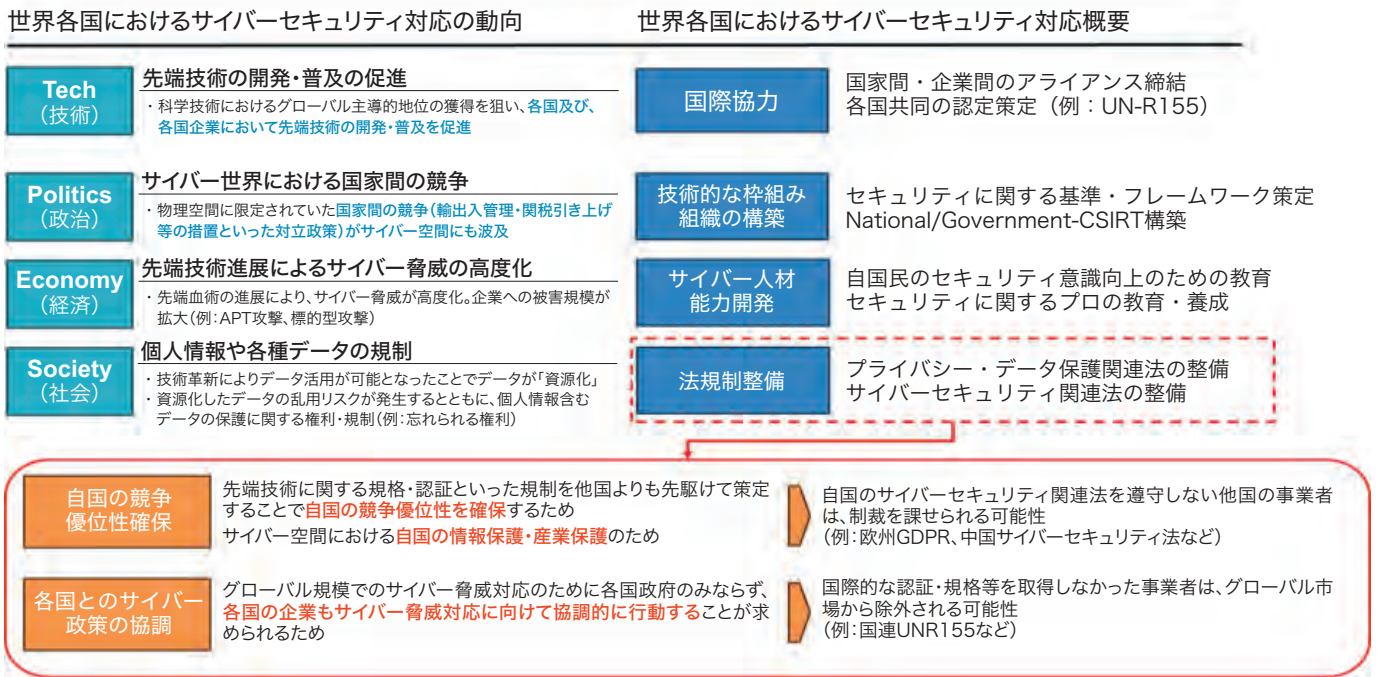 世界各国におけるサイバーセキュリティ対応の動向
Tech
(技術)
先端技術の開発・普及の促進
・科学技術におけるグローバル主導的地位の獲得を狙い、各国及び、
各国企業において先端技術の開発・普及を促進
Politics
(政治)
サイバー世界における国家間の競争
・物理空間に限定されていた国家間の競争(輸出入管理・関税引き上げ
等の措置といった対立政策)がサイバー空間にも波及
Economy
(経済)
先端技術進展によるサイバー脅威の高度化
・先端血術の進展により、サイバー脅威が高度化。企業への被害規模が
拡大(例:APT攻撃、標的型攻撃)
Society
(社会)
個人情報や各種データの規制
・技術革新によりデータ活用が可能となったことでデータが「資源化」
・資源化したデータの乱用リスクが発生するとともに、個人情報含む
データの保護に関する権利・規制(例:忘れられる権利)
世界各国におけるサイバーセキュリティ対応概要
国際協力
国家間・企業間のアライアンス締結
各国共同の認定策定(例:UN-R155)
技術的な枠組み
組織の構築
セキュリティに関する基準・フレームワーク策定
National/Government-CSIRT構築
サイバー人材
能力開発
自国民のセキュリティ意識向上のための教育
セキュリティに関するプロの教育・養成
法規制整備
プライバシー・データ保護関連法の整備
サイバーセキュリティ関連法の整備
自国の競争
優位性確保
先端技術に関する規格・認証といった規制を他国よりも先駆けて策定
することで自国の競争優位性を確保するため
サイバー空間における自国の情報保護・産業保護のため
自国のサイバーセキュリティ関連法を遵守しない他国の事業者
は、制裁を課せられる可能性
(例:欧州GDPR、中国サイバーセキュリティ法など)
各国とのサイバー
政策の協調
グローバル規模でのサイバー脅威対応のために各国政府のみならず、
各国の企業もサイバー脅威対応に向けて協調的に行動することが求
められるため
国際的な認証・規格等を取得しなかった事業者は、グローバル市
場から除外される可能性
(例:国連UNR155など)